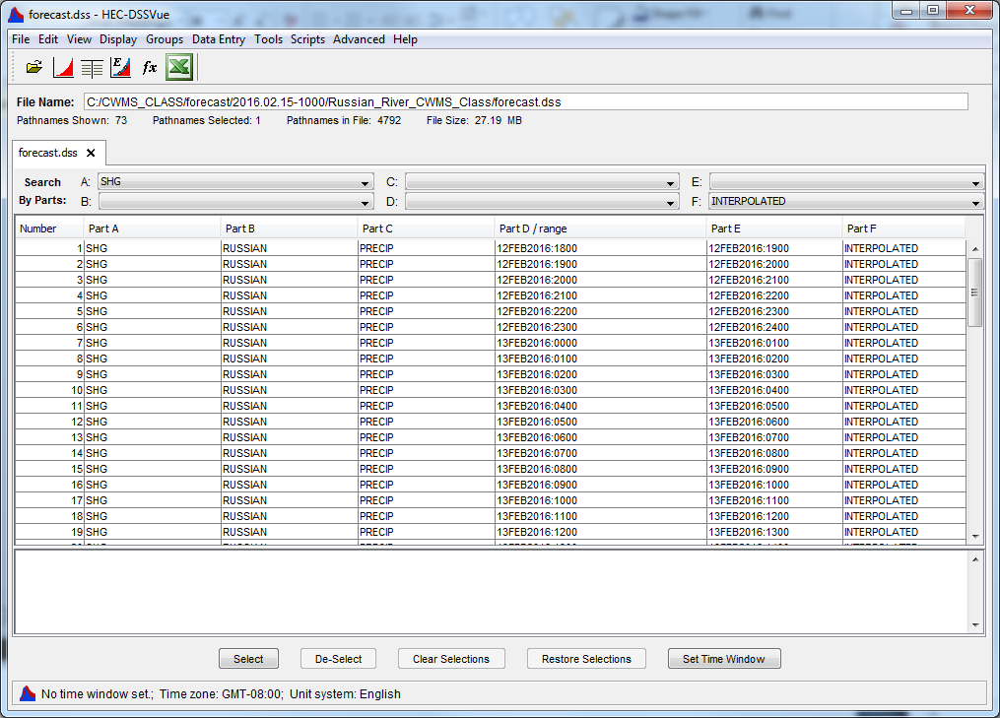 forecast.dss - HEC-DSSVue
File Edit View Display Groups Data Entry Tools Scripts Advanced Help
E fx X
File Name: C:/CWMS_CLASS/forecast/2016.02.15-1000/Russian_River_CWMS_Class/forecast.dss
Pathnames Shown: 73 Pathnames Selected: 1 Pathnames in File: 4792 File Size: 27.19 MB
forecast.dss
Search A: SHG C: E:
By Parts: B: D: F: INTERPOLATED
Number Part A Part B Part C Part D / range Part E Part F
1 SHG RUSSIAN PRECIP 12FEB2016:1800 12FEB2016:1900 INTERPOLATED
2 SHG RUSSIAN PRECIP 12FEB2016:1900 12FEB2016:2000 INTERPOLATED
3 SHG RUSSIAN PRECIP 12FEB2016:2000 12FEB2016:2100 INTERPOLATED
4 SHG RUSSIAN PRECIP 12FEB2016:2100 12FEB2016:2200 INTERPOLATED
5 SHG RUSSIAN PRECIP 12FEB2016:2200 12FEB2016:2300 INTERPOLATED
6 SHG RUSSIAN PRECIP 12FEB2016:2300 12FEB2016:2400 INTERPOLATED
7 SHG RUSSIAN PRECIP 13FEB2016:0000 13FEB2016:0100 INTERPOLATED
8 SHG RUSSIAN PRECIP 13FEB2016:0100 13FEB2016:0200 INTERPOLATED
9 SHG RUSSIAN PRECIP 13FEB2016:0200 13FEB2016:0300 INTERPOLATED
10 SHG RUSSIAN PRECIP 13FEB2016:0300 13FEB2016:0400 INTERPOLATED
11 SHG RUSSIAN PRECIP 13FEB2016:0400 13FEB2016:0500 INTERPOLATED
12 SHG RUSSIAN PRECIP 13FEB2016:0500 13FEB2016:0600 INTERPOLATED
13 SHG RUSSIAN PRECIP 13FEB2016:0600 13FEB2016:0700 INTERPOLATED
14 SHG RUSSIAN PRECIP 13FEB2016:0700 13FEB2016:0800 INTERPOLATED
15 SHG RUSSIAN PRECIP 13FEB2016:0800 13FEB2016:0900 INTERPOLATED
16 SHG RUSSIAN PRECIP 13FEB2016:0900 13FEB2016:1000 INTERPOLATED
17 SHG RUSSIAN PRECIP 13FEB2016:1000 13FEB2016:1100 INTERPOLATED
18 SHG RUSSIAN PRECIP 13FEB2016:1100 13FEB2016:1200 INTERPOLATED
19 SHG RUSSIAN PRECIP 13FEB2016:1200 13FEB2016:1300 INTERPOLATED
Select De-Select Clear Selections Restore Selections Set Time Window
No time window set.; Time zone: GMT-08:00; Unit system: English